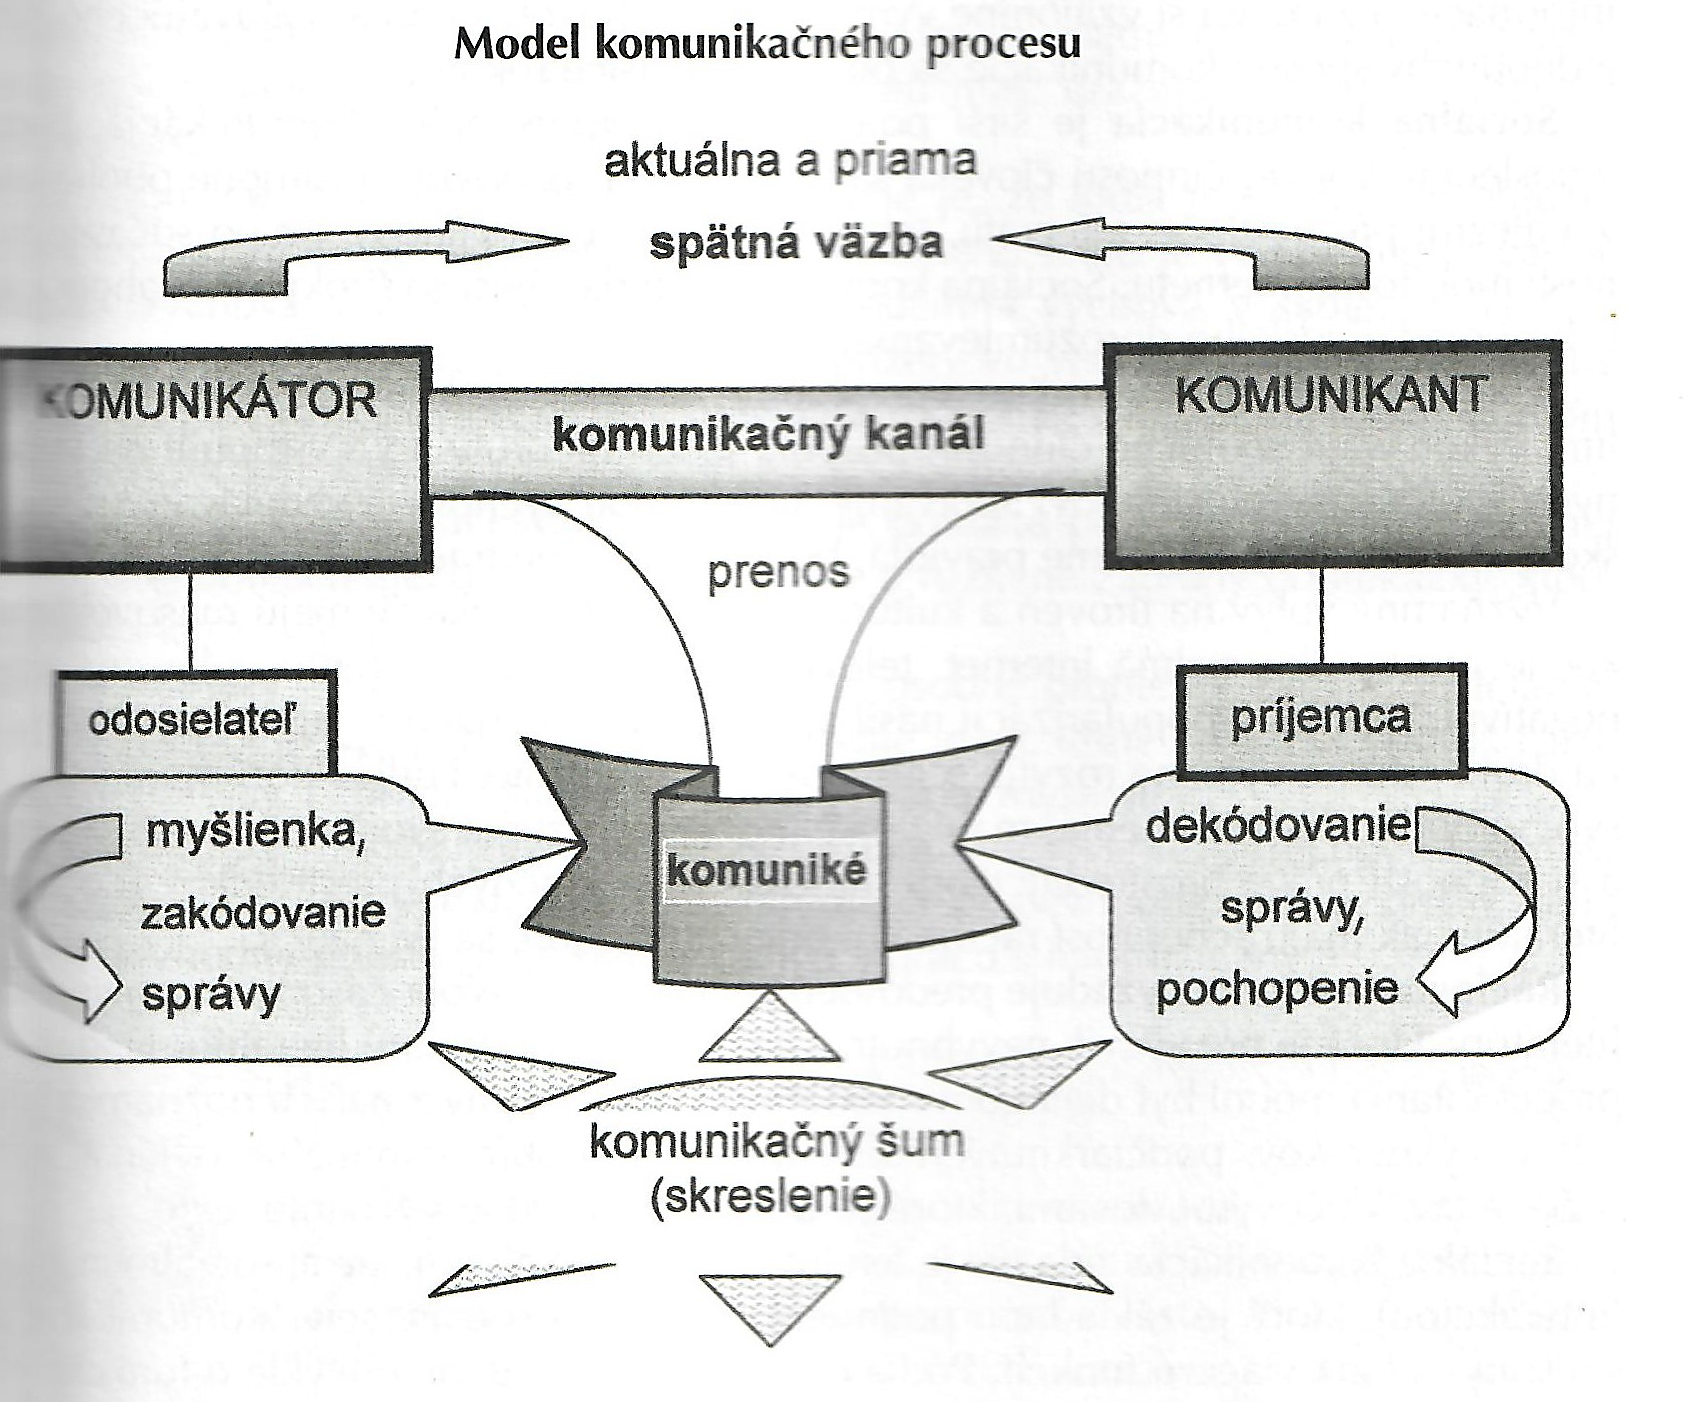 Model komunikačného procesu
aktuálna a priama
spätná väzba
KOMUNIKÁTOR
komunikačný kanál
KOMUNIKANT
prenos
odosielateľ
príjemca
myšlienka,
zakódovanie
správy
komuniké
dekódovanie
správy,
pochopenie
komunikačný šum
(skreslenie)